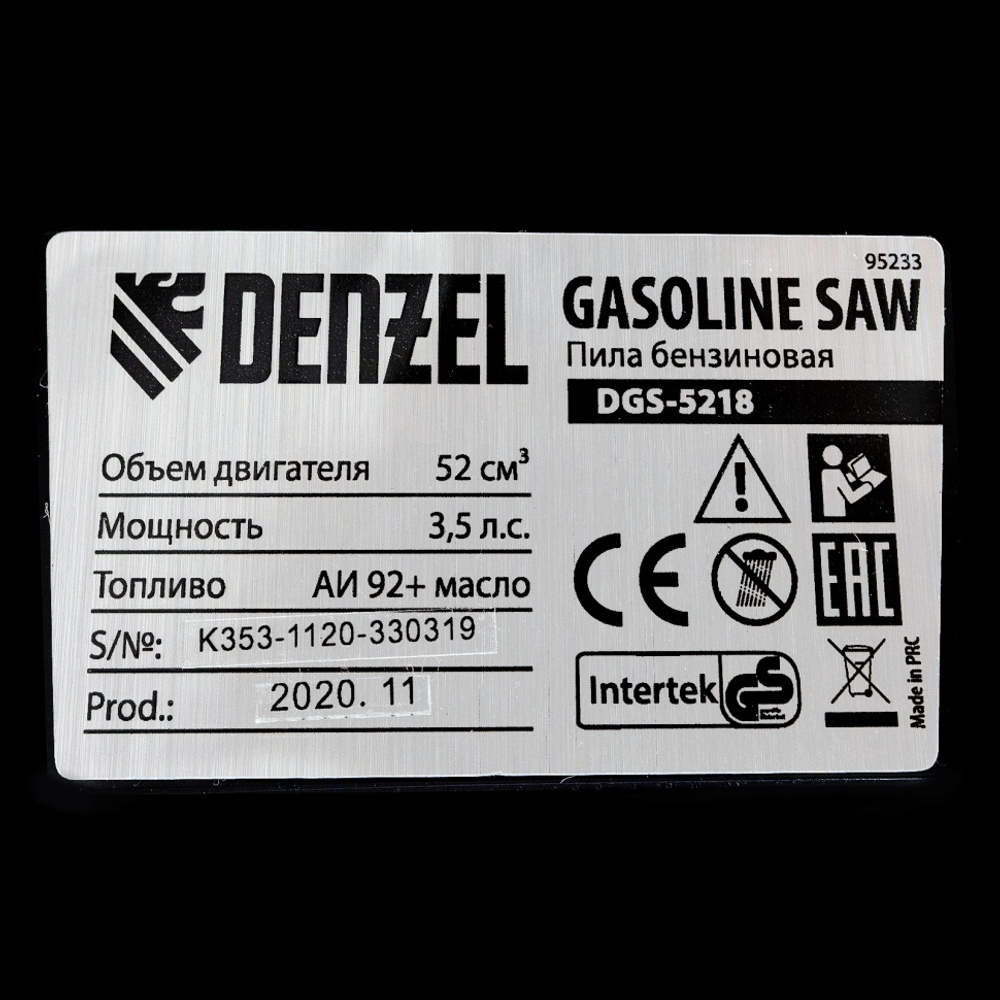 DENZEL
Объем двигателя 52 см³
Мощность 3,5 л.с.
Топливо АИ 92+ масло
S/№: K353-1120-330319
Prod.: 2020. 11
95233
GASOLINE SAW
Пила бензиновая
DGS-5218
CE
EAC
Intertek GS
Made in PRC